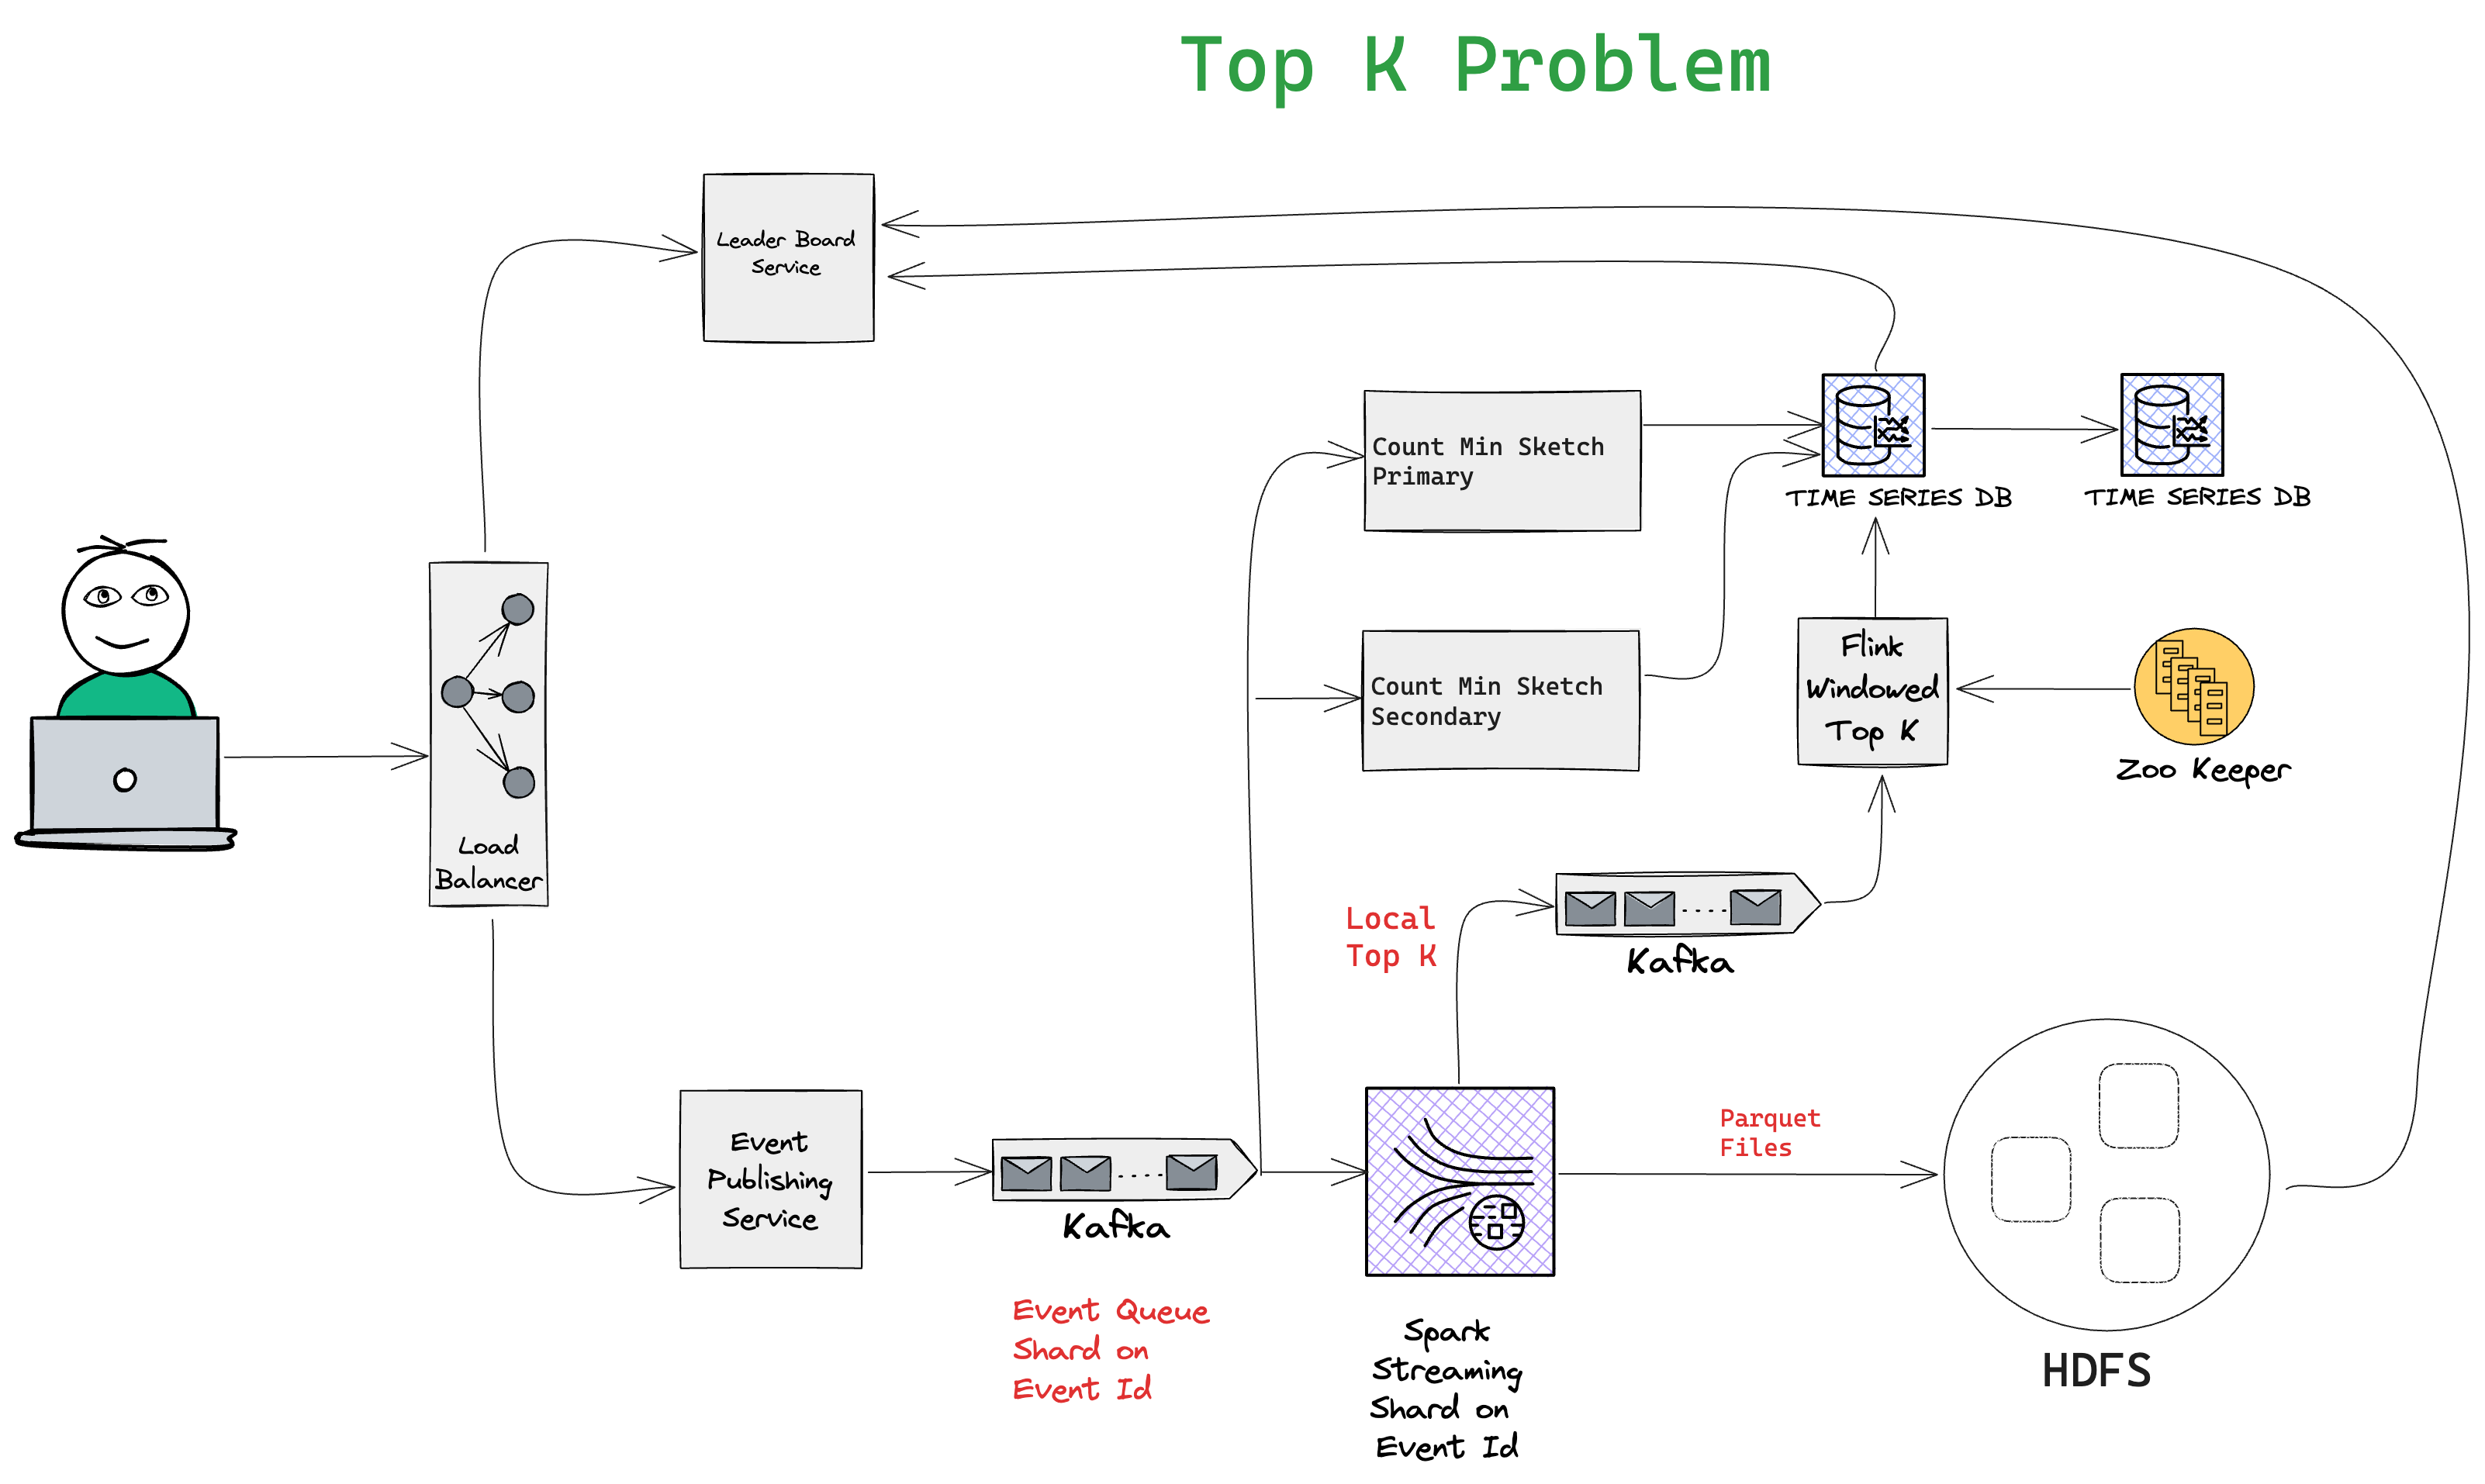 Top K Problem
Leader Board
Service
Count Min Sketch
Primary
TIME SERIES DB
TIME SERIES DB
Count Min Sketch
Secondary
Flink
Windowed
Top K
Zoo Keeper
Load
Balancer
Local
Top K
Kafka
Event
Publishing
Service
Kafka
Parquet
Files
Event Queue
Shard on
Event Id
Spark
Streaming
Shard on
Event Id
HDFS